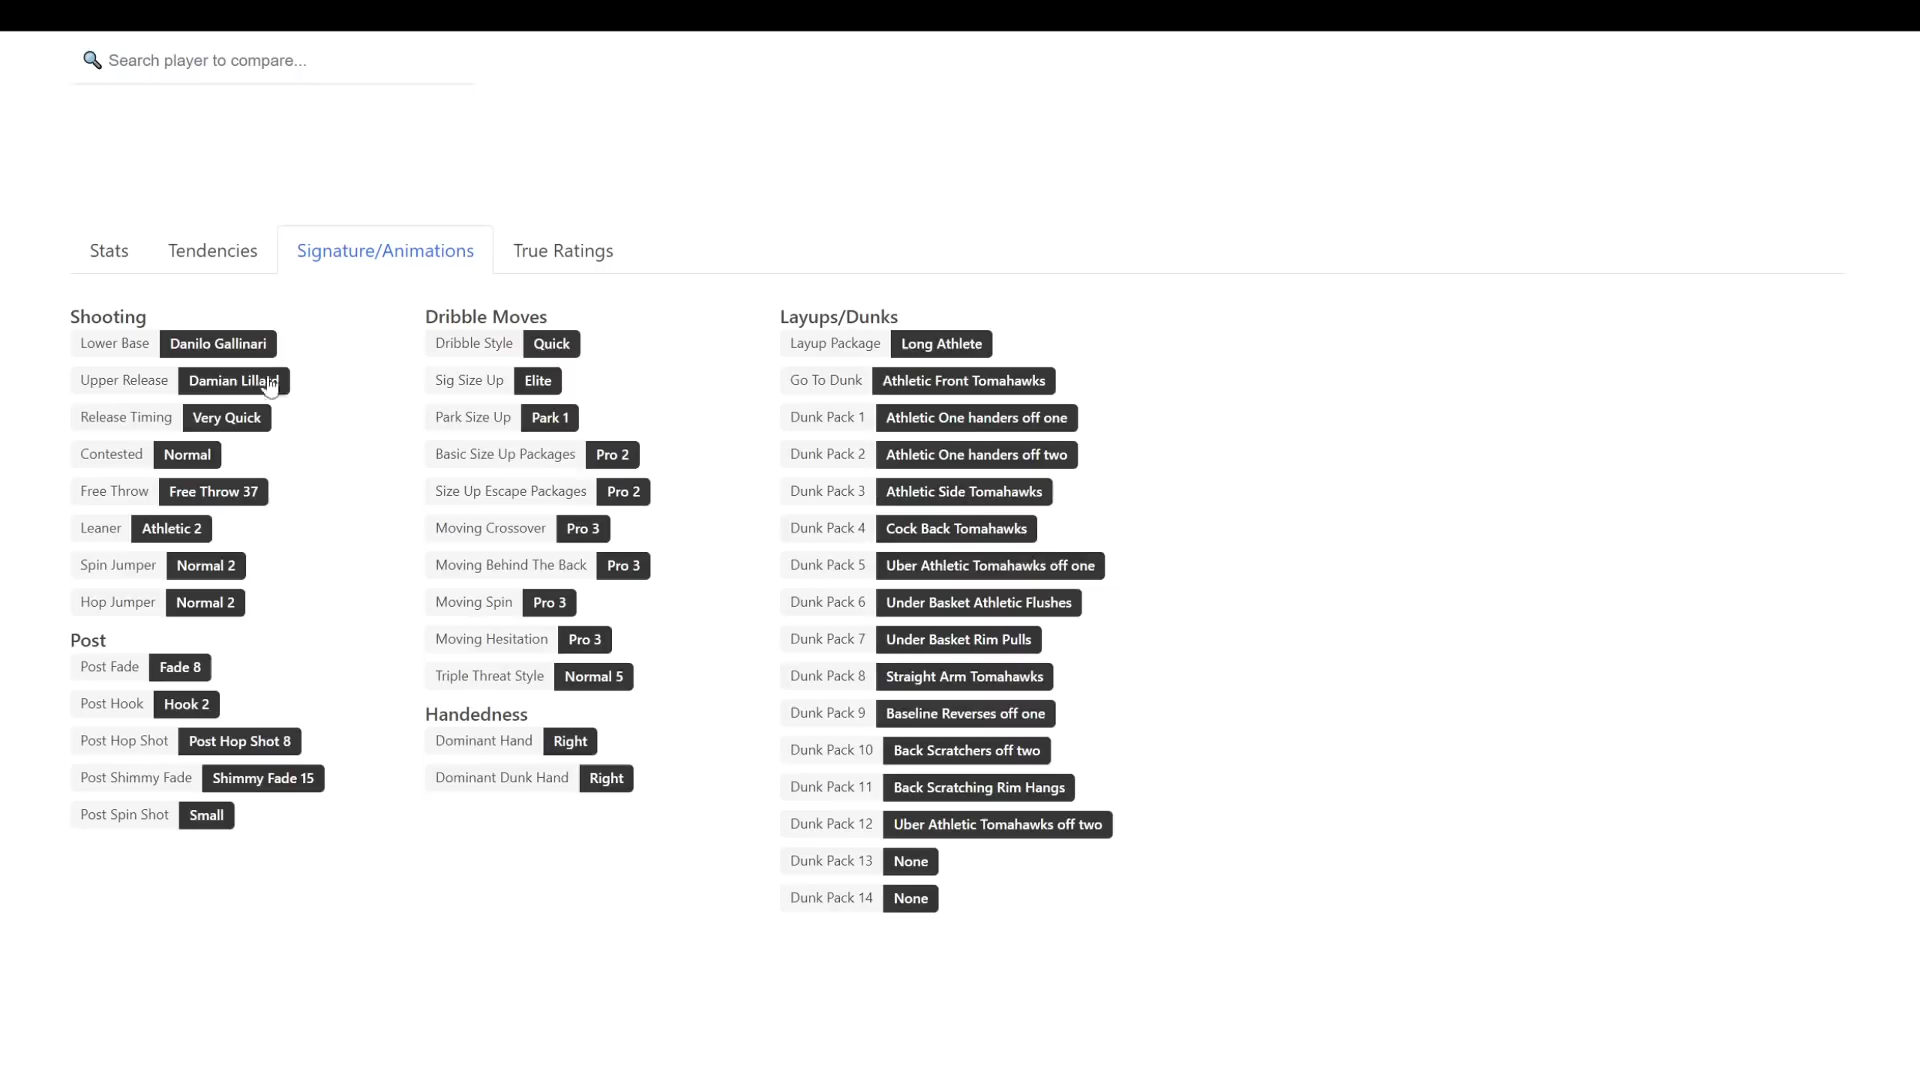 Search player to compare...
Stats Tendencies Signature/Animations True Ratings
Shooting
Lower Base Danilo Gallinari
Upper Release Damian Lillard
Release Timing Very Quick
Contested Normal
Free Throw Free Throw 37
Leaner Athletic 2
Spin Jumper Normal 2
Hop Jumper Normal 2
Post
Post Fade Fade 8
Post Hook Hook 2
Post Hop Shot Post Hop Shot 8
Post Shimmy Fade Shimmy Fade 15
Post Spin Shot Small
Dribble Moves
Dribble Style Quick
Sig Size Up Elite
Park Size Up Park 1
Basic Size Up Packages Pro 2
Size Up Escape Packages Pro 2
Moving Crossover Pro 3
Moving Behind The Back Pro 3
Moving Spin Pro 3
Moving Hesitation Pro 3
Triple Threat Style Normal 5
Handedness
Dominant Hand Right
Dominant Dunk Hand Right
Layups/Dunks
Layup Package Long Athlete
Go To Dunk Athletic Front Tomahawks
Dunk Pack 1 Athletic One handers off one
Dunk Pack 2 Athletic One handers off two
Dunk Pack 3 Athletic Side Tomahawks
Dunk Pack 4 Cock Back Tomahawks
Dunk Pack 5 Uber Athletic Tomahawks off one
Dunk Pack 6 Under Basket Athletic Flushes
Dunk Pack 7 Under Basket Rim Pulls
Dunk Pack 8 Straight Arm Tomahawks
Dunk Pack 9 Baseline Reverses off one
Dunk Pack 10 Back Scratchers off two
Dunk Pack 11 Back Scratching Rim Hangs
Dunk Pack 12 Uber Athletic Tomahawks off two
Dunk Pack 13 None
Dunk Pack 14 None